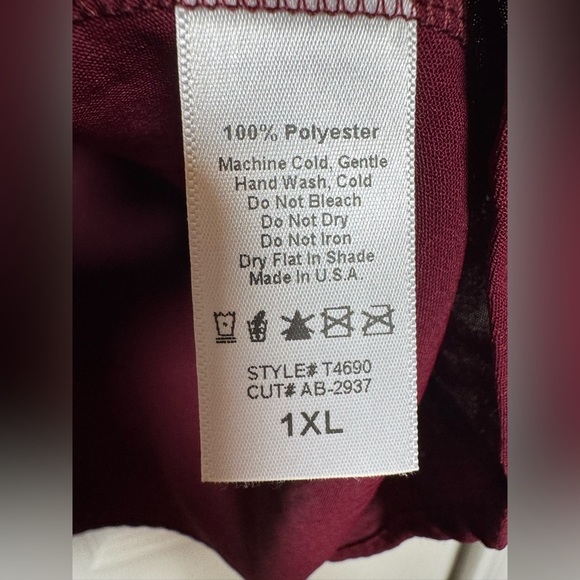 100% Polyester
Machine Cold, Gentle
Hand Wash, Cold
Do Not Bleach
Do Not Dry
Do Not Iron
Dry Flat In Shade
Made In U.S.A.
STYLE# T4690
CUT# AB-2937
1XL